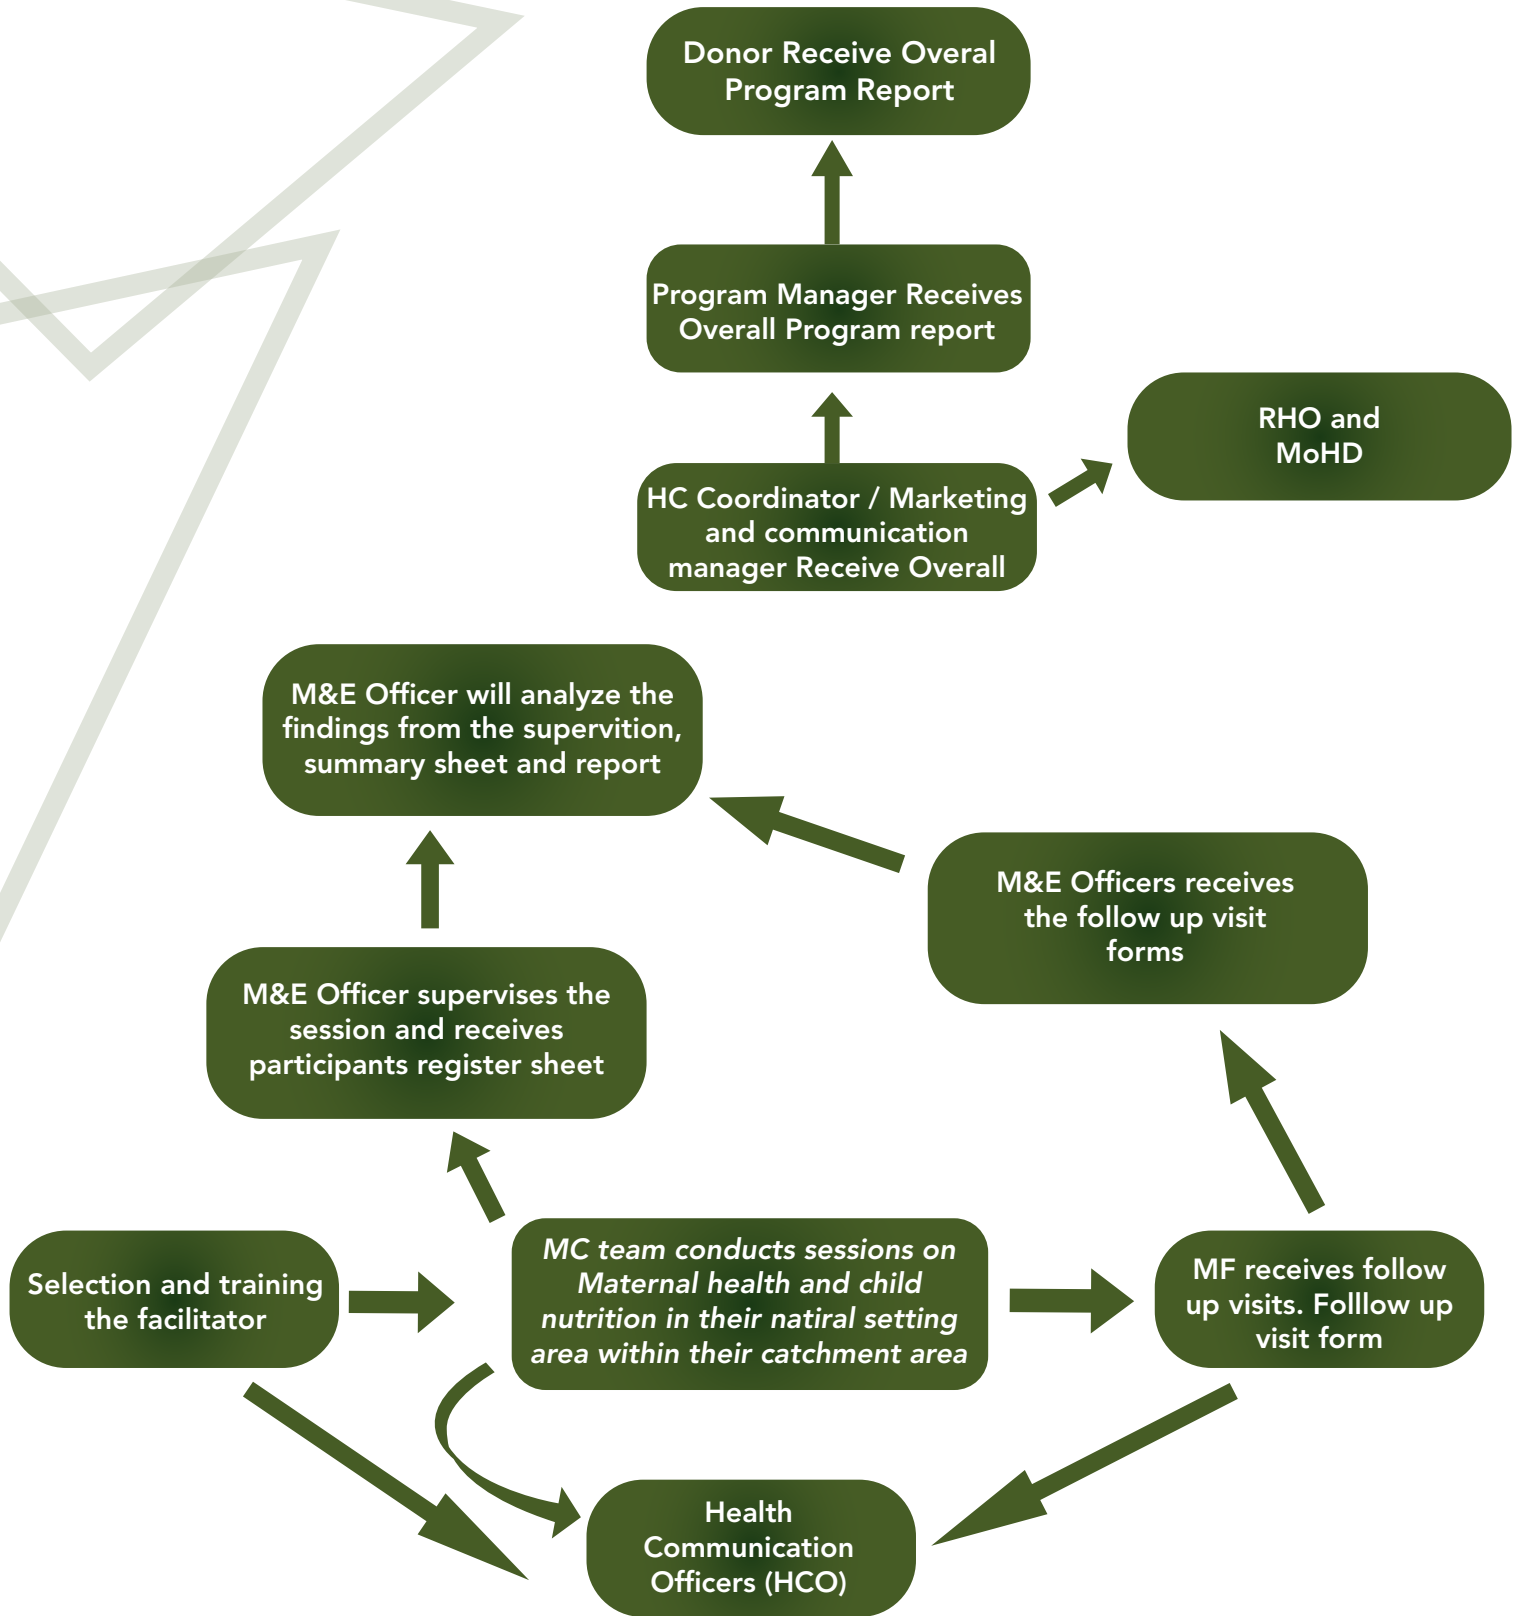 Donor Receive Overal
Program Report
Program Manager Receives
Overall Program report
RHO and
MoHD
HC Coordinator / Marketing
and communication
manager Receive Overall
M&E Officer will analyze the
findings from the supervition,
summary sheet and report
M&E Officers receives
the follow up visit
forms
M&E Officer supervises the
session and receives
participants register sheet
Selection and training
the facilitator
MC team conducts sessions on
Maternal health and child
nutrition in their natiral setting
area within their catchment area
MF receives follow
up visits. Folllow up
visit form
Health
Communication
Officers (HCO)